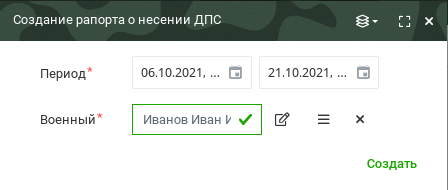 Создание рапорта о несении ДПС
Период* 06.10.2021, ... 21.10.2021, ...
Военный* Иванов Иван И
Создать